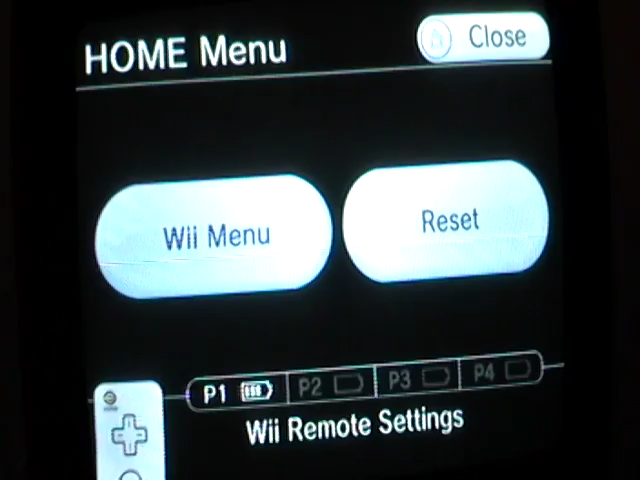 HOME Menu
Close
Wii Menu
Reset
P1 P2 P3 P4
Wii Remote Settings